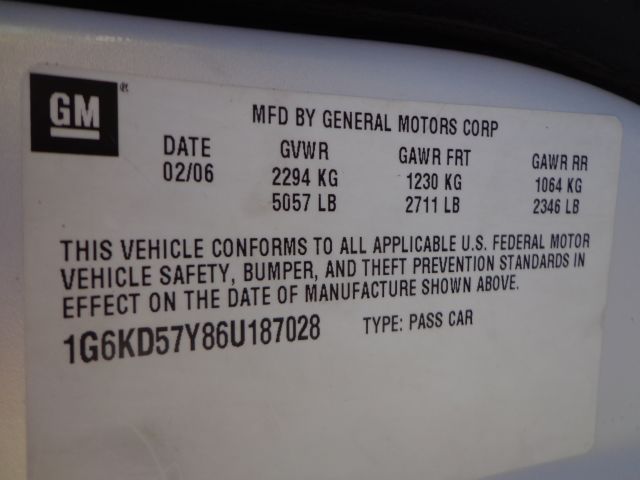 GM®
MFD BY GENERAL MOTORS CORP
DATE GVWR GAWR FRT GAWR RR
02/06 2294 KG 1230 KG 1064 KG
5057 LB 2711 LB 2346 LB
THIS VEHICLE CONFORMS TO ALL APPLICABLE U.S. FEDERAL MOTOR
VEHICLE SAFETY, BUMPER, AND THEFT PREVENTION STANDARDS IN
EFFECT ON THE DATE OF MANUFACTURE SHOWN ABOVE.
1G6KD57Y86U187028 TYPE: PASS CAR